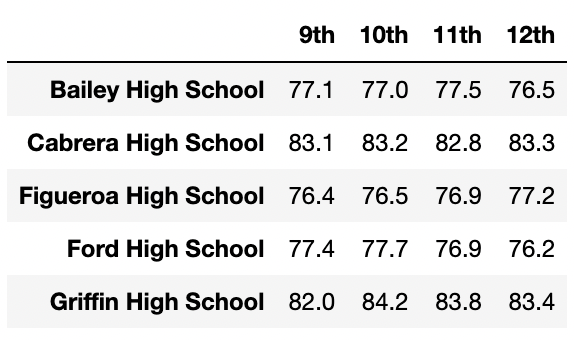 9th 10th 11th 12th
Bailey High School 77.1 77.0 77.5 76.5
Cabrera High School 83.1 83.2 82.8 83.3
Figueroa High School 76.4 76.5 76.9 77.2
Ford High School 77.4 77.7 76.9 76.2
Griffin High School 82.0 84.2 83.8 83.4